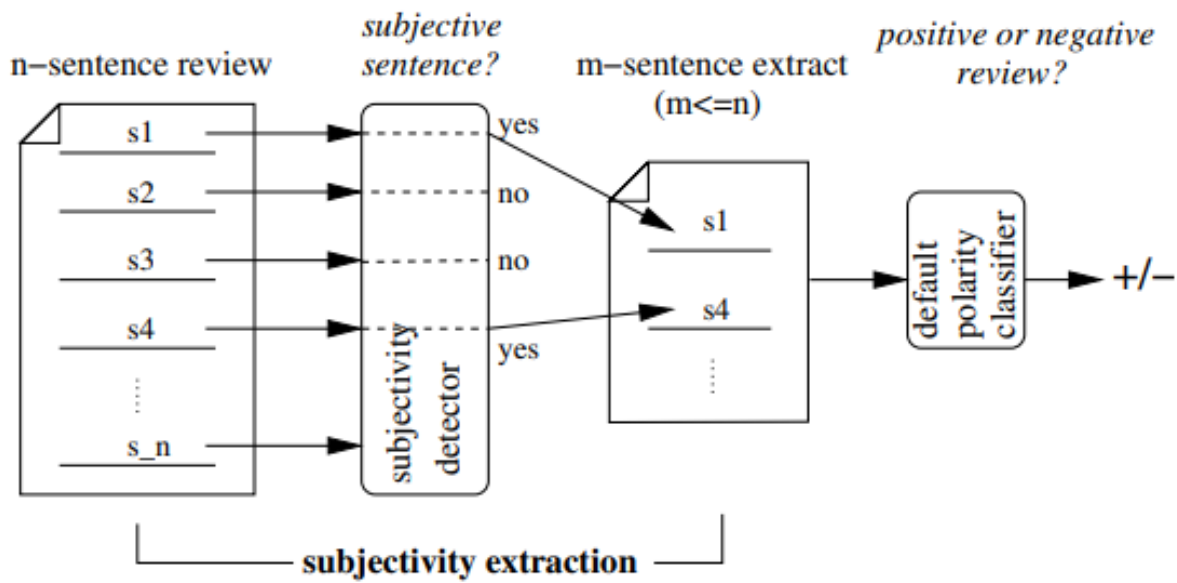 n−sentence review
subjective
sentence?
m−sentence extract
(m<=n)
positive or negative
review?
s1
s2
s3
s4
s_n
yes
no
no
yes
subjectivity
detector
s1
s4
default
polarity
classifier
+/−
subjectivity extraction